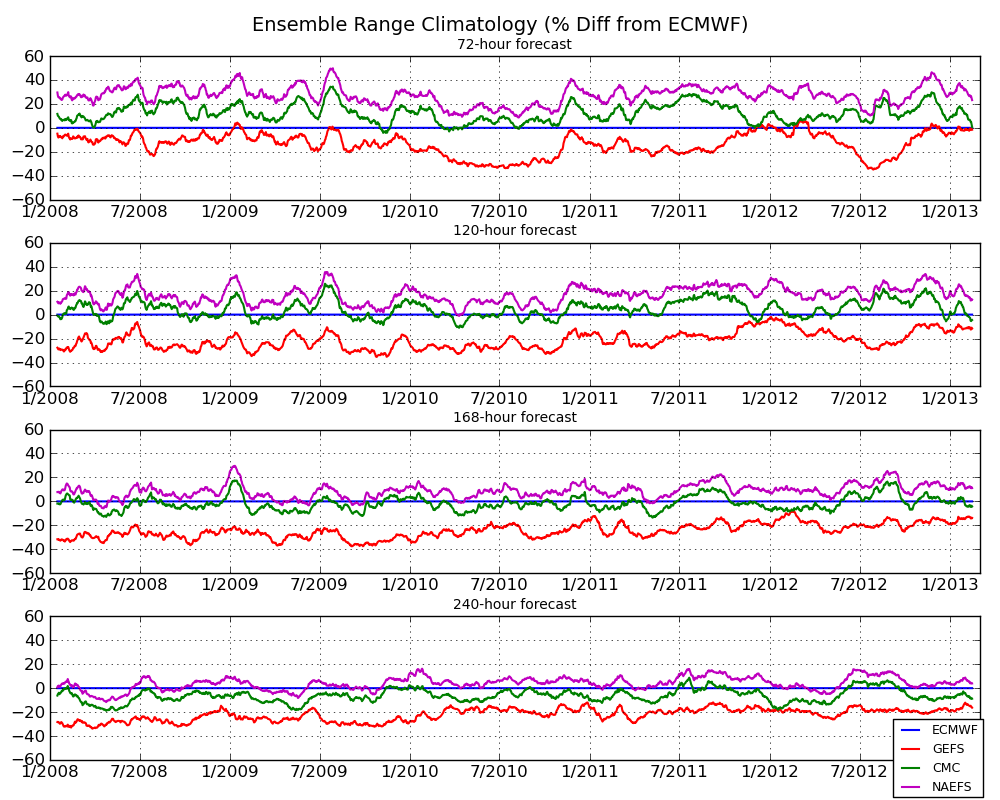 Ensemble Range Climatology (% Diff from ECMWF)
72-hour forecast
60
40
20
0
−20
−40
−60
1/2008 7/2008 1/2009 7/2009 1/2010 7/2010 1/2011 7/2011 1/2012 7/2012 1/2013
120-hour forecast
60
40
20
0
−20
−40
−60
1/2008 7/2008 1/2009 7/2009 1/2010 7/2010 1/2011 7/2011 1/2012 7/2012 1/2013
168-hour forecast
60
40
20
0
−20
−40
−60
1/2008 7/2008 1/2009 7/2009 1/2010 7/2010 1/2011 7/2011 1/2012 7/2012 1/2013
240-hour forecast
60
40
20
0
−20
−40
−60
1/2008 7/2008 1/2009 7/2009 1/2010 7/2010 1/2011 7/2011 1/2012 7/2012
ECMWF
GEFS
CMC
NAEFS